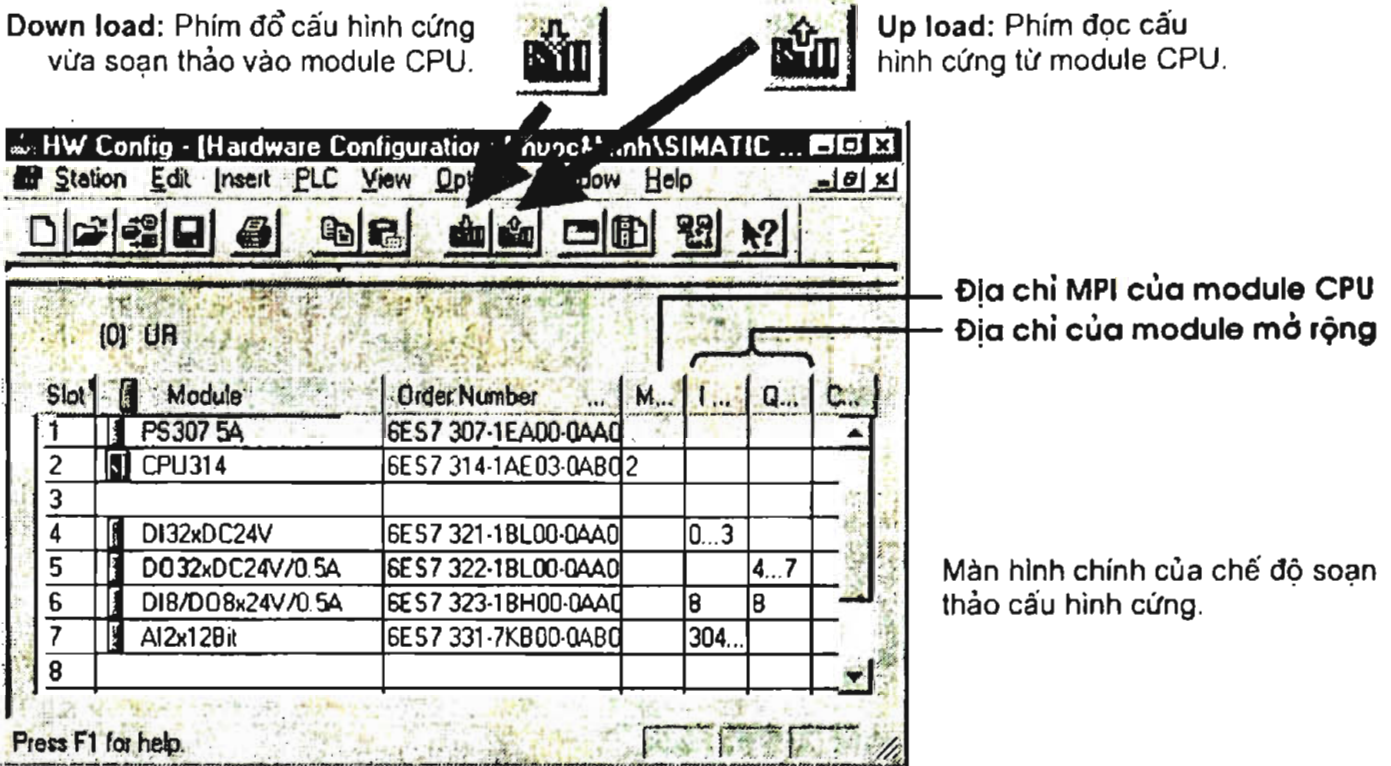 Down load: Phím đổ cấu hình cứng
vừa soạn thảo vào module CPU.
Up load: Phím đọc cấu
hình cứng từ module CPU.
HW Config - [Hardware Configuration \SIMATIC ...
Station Edit Insert PLC View Help
Địa chỉ MPI của module CPU
Địa chỉ của module mở rộng
(0) UR
Slot Module Order Number ... M... I ... Q... C...
1 PS307 5A 6ES7 307-1EA00-0AA0
2 CPU314 6ES7 314-1AE03-0AB0 2
3
4 DI32xDC24V 6ES7 321-1BL00-0AA0 0...3
5 DO32xDC24V/0.5A 6ES7 322-1BL00-0AA0 4...7
6 DI8/DO8x24V/0.5A 6ES7 323-1BH00-0AA0 8 8
7 AI2x12Bit 6ES7 331-7KB00-0AB0 304...
8
Màn hình chính của chế độ soạn
thảo cấu hình cứng.
Press F1 for help.